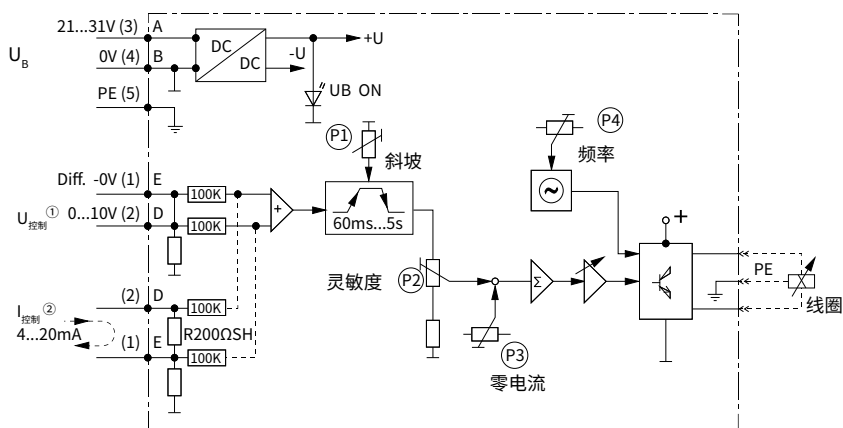 21...31V (3) A
U_B
0V (4) B
PE (5)
DC
DC
+U
-U
UB ON
P1
斜坡
P4
频率
Diff. -0V (1) E
100K
U控制① 0...10V (2) D
100K
+
60ms...5s
~
+
灵敏度
P2
Σ
PE
线圈
(2) D
100K
I控制②
4...20mA
R200ΩSH
(1) E
100K
P3
零电流